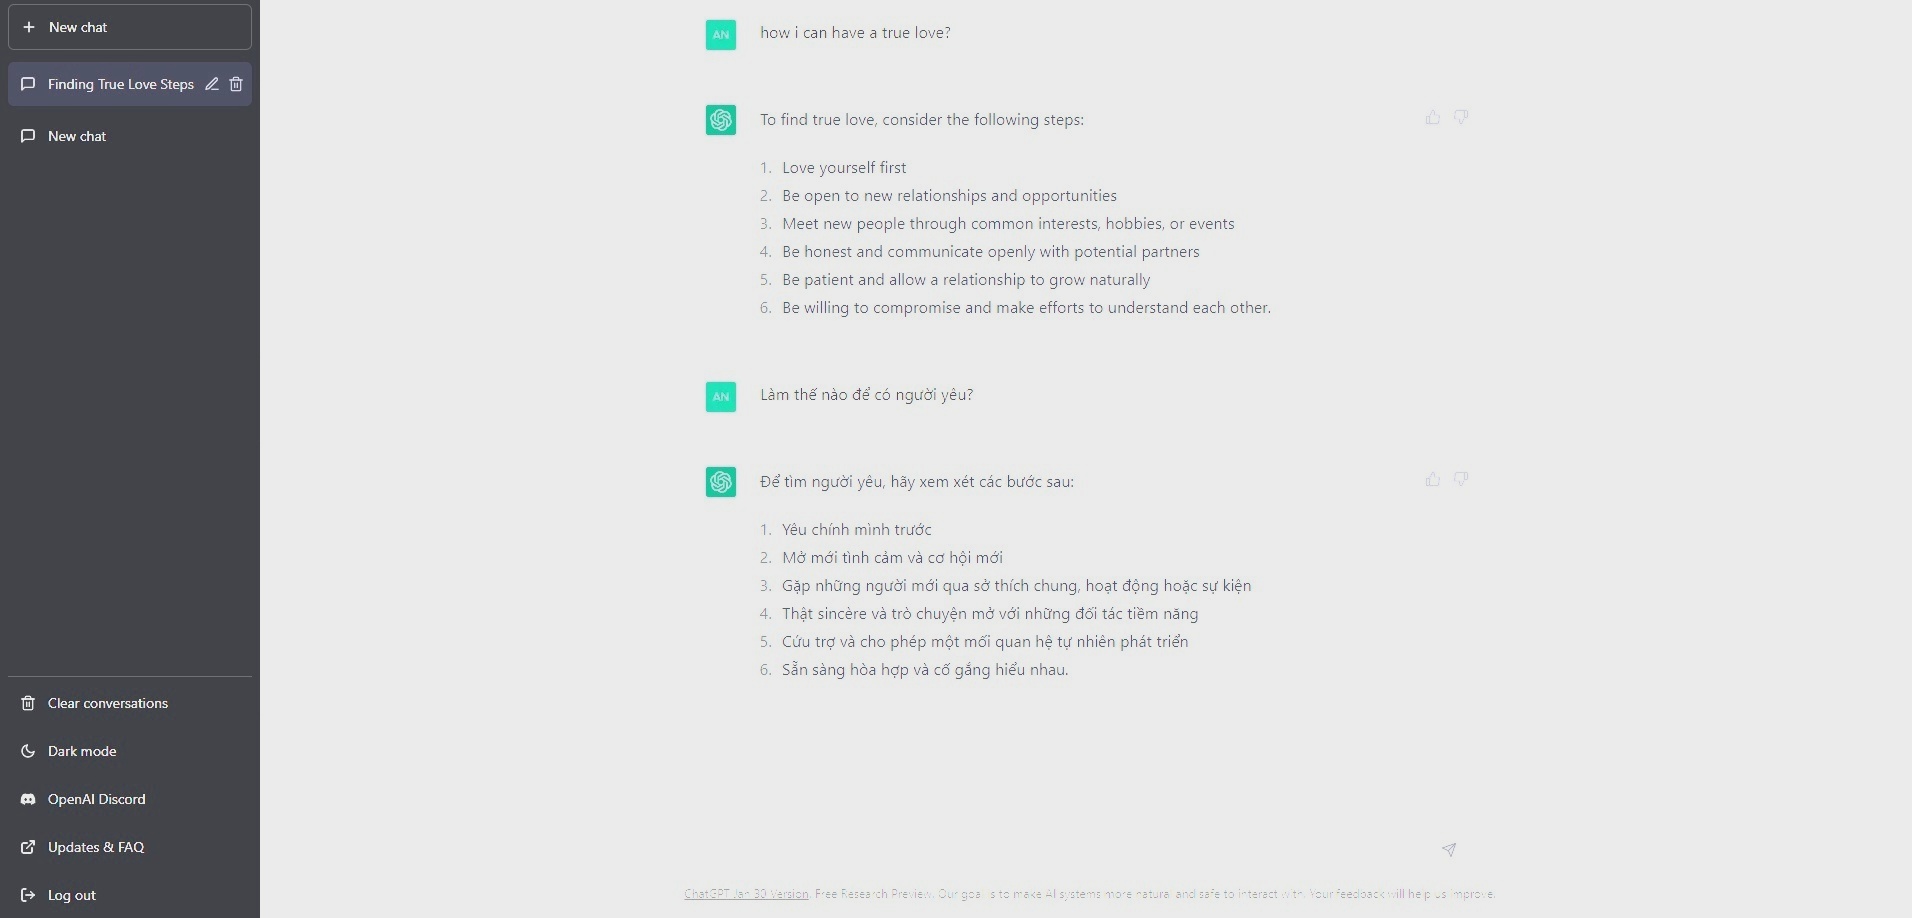 New chat
Finding True Love Steps
New chat
Clear conversations
Dark mode
OpenAI Discord
Updates & FAQ
Log out
AN
how i can have a true love?
To find true love, consider the following steps:
1. Love yourself first
2. Be open to new relationships and opportunities
3. Meet new people through common interests, hobbies, or events
4. Be honest and communicate openly with potential partners
5. Be patient and allow a relationship to grow naturally
6. Be willing to compromise and make efforts to understand each other.
AN
Làm thế nào để có người yêu?
Để tìm người yêu, hãy xem xét các bước sau:
1. Yêu chính mình trước
2. Mở mới tình cảm và cơ hội mới
3. Gặp những người mới qua sở thích chung, hoạt động hoặc sự kiện
4. Thật sincère và trò chuyện mở với những đối tác tiềm năng
5. Cứu trợ và cho phép một mối quan hệ tự nhiên phát triển
6. Sẵn sàng hòa hợp và cố gắng hiểu nhau.
ChatGPT Jan 30 Version. Free Research Preview. Our goal is to make AI systems more natural and safe to interact with. Your feedback will help us improve.